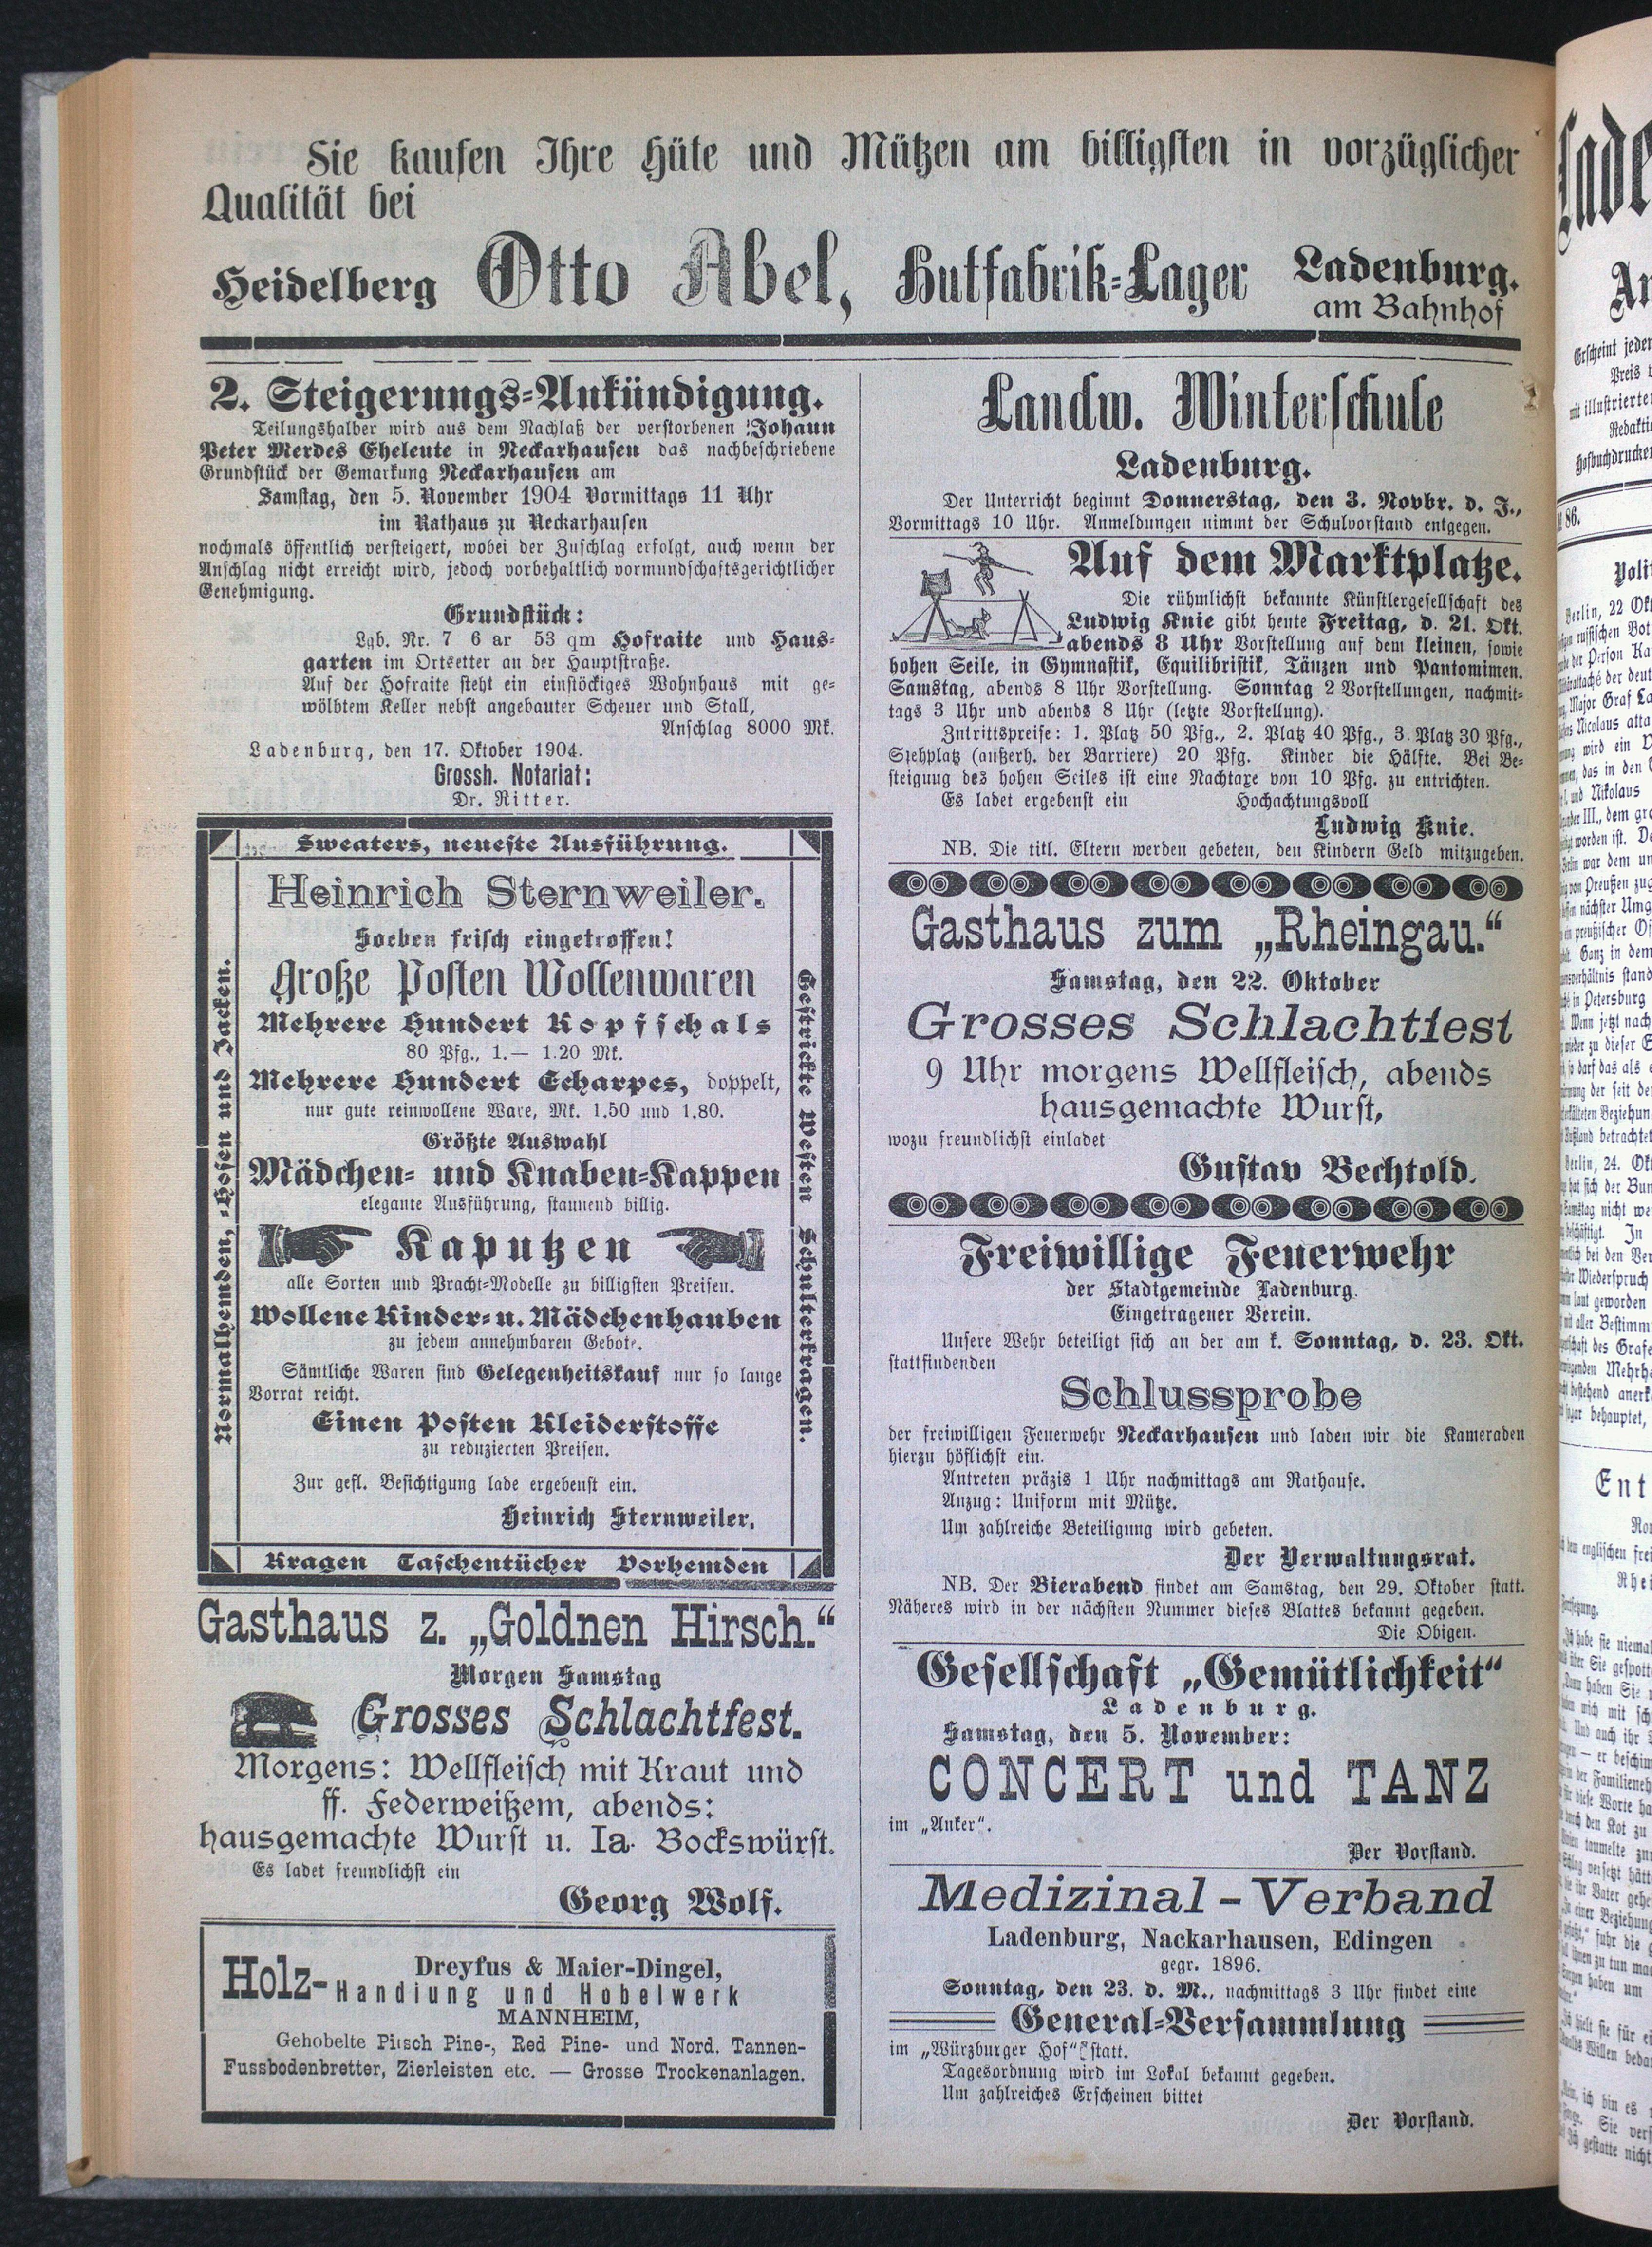 Sie kaufen Ihre Hüte und Mützen am billigsten in vorzüglicher
Qualität bei
Heidelberg Otto Abel, Hutfabrik-Lager Ladenburg.
am Bahnhof
2. Steigerungs-Ankündigung.
Teilungshalber wird aus dem Nachlaß der verstorbenen Johann
Peter Merdes Eheleute in Neckarhausen das nachbeschriebene
Grundstück der Gemarkung Neckarhausen am
Samstag, den 5. November 1904 Vormittags 11 Uhr
im Rathaus zu Neckarhausen
nochmals öffentlich versteigert, wobei der Zuschlag erfolgt, auch wenn der
Anschlag nicht erreicht wird, jedoch vorbehaltlich vormundschaftsgerichtlicher
Genehmigung.
Grundstück:
Lgb. Nr. 7 6 ar 53 qm Hofraite und Haus-
garten im Ortsetter an der Hauptstraße.
Auf der Hofraite steht ein einstöckiges Wohnhaus mit ge-
wölbtem Keller nebst angebauter Scheuer und Stall,
Anschlag 8000 Mk.
Ladenburg, den 17. Oktober 1904.
Grossh. Notariat:
Dr. Ritter.
Sweaters, neueste Ausführung.
Normalhemden, -Hosen und Jacken.
Heinrich Sternweiler.
Soeben frisch eingetroffen!
Große Posten Wollenwaren
Mehrere Hundert Kopfschals
80 Pfg., 1.— 1.20 Mk.
Mehrere Hundert Echarpes, doppelt,
nur gute reinwollene Ware, Mk. 1.50 und 1.80.
Größte Auswahl
Mädchen- und Knaben-Kappen
elegante Ausführung, staunend billig.
Kaputzen
alle Sorten und Pracht-Modelle zu billigsten Preisen.
Wollene Kinder- u. Mädchenhauben
zu jedem annehmbaren Gebote.
Sämtliche Waren sind Gelegenheitskauf nur so lange
Vorrat reicht.
Einen Posten Kleiderstoffe
zu reduzierten Preisen.
Zur gefl. Besichtigung lade ergebenst ein.
Heinrich Sternweiler.
Gestrickte Westen Schulterkragen.
Kragen Taschentücher Vorhemden
Gasthaus z. „Goldnen Hirsch.“
Morgen Samstag
Grosses Schlachtfest.
Morgens: Wellfleisch mit Kraut und
ff. Federweißem, abends:
hausgemachte Wurst u. Ia. Bockswürst.
Es ladet freundlichst ein
Georg Wolf.
Dreyfus & Maier-Dingel,
Holz-Handlung und Hobelwerk
MANNHEIM,
Gehobelte Pitsch Pine-, Red Pine- und Nord. Tannen-
Fussbodenbretter, Zierleisten etc. — Grosse Trockenanlagen.
Landw. Winterschule
Ladenburg.
Der Unterricht beginnt Donnerstag, den 3. Novbr. d. J.,
Vormittags 10 Uhr. Anmeldungen nimmt der Schulvorstand entgegen.
Auf dem Marktplatze.
Die rühmlichst bekannte Künstlergesellschaft des
Ludwig Knie gibt heute Freitag, d. 21. Okt.
abends 8 Uhr Vorstellung auf dem kleinen, sowie
hohen Seile, in Gymnastik, Equilibristik, Tänzen und Pantomimen.
Samstag, abends 8 Uhr Vorstellung. Sonntag 2 Vorstellungen, nachmit-
tags 3 Uhr und abends 8 Uhr (letzte Vorstellung).
Zntrittspreise: 1. Platz 50 Pfg., 2. Platz 40 Pfg., 3. Platz 30 Pfg.,
Stehplatz (außerh. der Barriere) 20 Pfg. Kinder die Hälfte. Bei Be-
steigung des hohen Seiles ist eine Nachtaxe von 10 Pfg. zu entrichten.
Es ladet ergebenst ein Hochachtungsvoll
Ludwig Knie.
NB. Die titl. Eltern werden gebeten, den Kindern Geld mitzugeben.
Gasthaus zum „Rheingau.“
Samstag, den 22. Oktober
Grosses Schlachtfest
9 Uhr morgens Wellfleisch, abends
hausgemachte Wurst,
wozu freundlichst einladet
Gustav Bechtold.
Freiwillige Feuerwehr
der Stadtgemeinde Ladenburg.
Eingetragener Verein.
Unsere Wehr beteiligt sich an der am k. Sonntag, d. 23. Okt.
stattfindenden
Schlussprobe
der freiwilligen Feuerwehr Neckarhausen und laden wir die Kameraden
hierzu höflichst ein.
Antreten präzis 1 Uhr nachmittags am Rathause.
Anzug: Uniform mit Mütze.
Um zahlreiche Beteiligung wird gebeten.
Der Verwaltungsrat.
NB. Der Bierabend findet am Samstag, den 29. Oktober statt.
Näheres wird in der nächsten Nummer dieses Blattes bekannt gegeben.
Die Obigen.
Gesellschaft „Gemütlichkeit“
Ladenburg.
Samstag, den 5. November:
CONCERT und TANZ
im „Anker“.
Der Vorstand.
Medizinal-Verband
Ladenburg, Nackarhausen, Edingen
gegr. 1896.
Sonntag, den 23. d. M., nachmittags 3 Uhr findet eine
General-Versammlung
im „Würzburger Hof“ statt.
Tagesordnung wird im Lokal bekannt gegeben.
Um zahlreiches Erscheinen bittet
Der Vorstand.